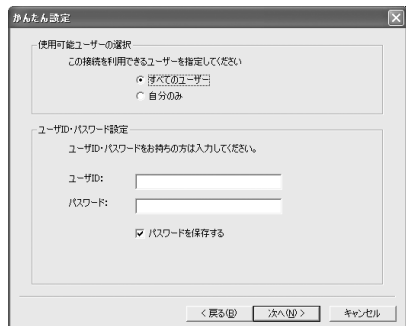 かんたん設定
使用可能ユーザーの選択
この接続を利用できるユーザーを指定してください
すべてのユーザー
自分のみ
ユーザID・パスワード設定
ユーザID・パスワードをお持ちの方は入力してください。
ユーザID:
パスワード:
パスワードを保存する
< 戻る(B) 次へ(N) > キャンセル